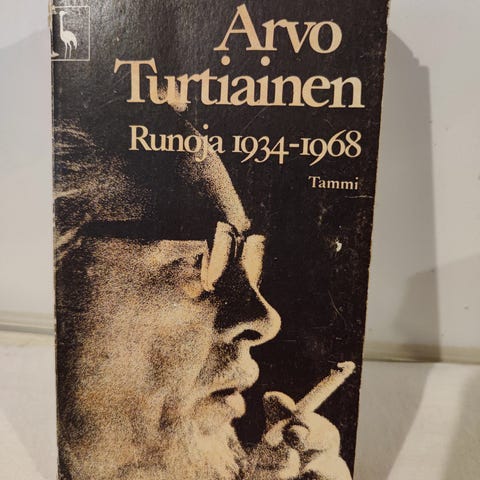 Arvo
Turtiainen
Runoja 1934-1968
Tammi